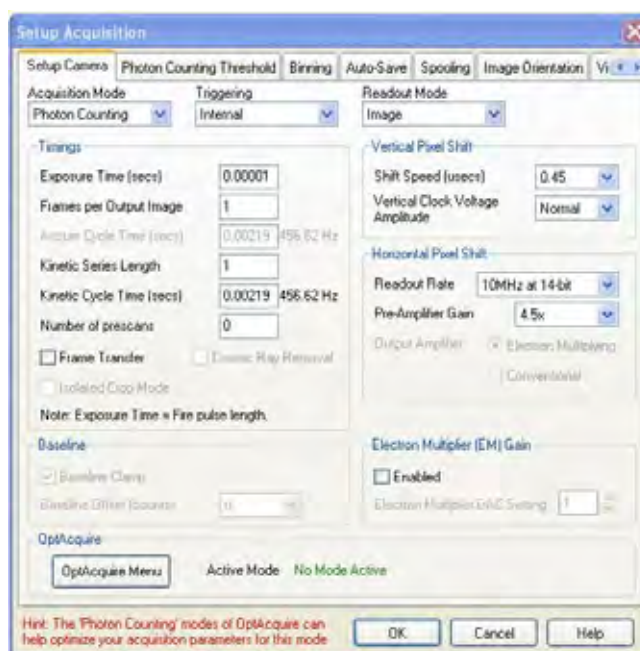 Setup Acquisition
Setup Camera Photon Counting Threshold Binning Auto-Save Spooling Image Orientation Vi
Acquisition Mode Triggering Readout Mode
Photon Counting Internal Image
Timings
Exposure Time (secs) 0.00001
Frames per Output Image 1
Accum Cycle Time (secs) 0.00219 456.62 Hz
Kinetic Series Length 1
Kinetic Cycle Time (secs) 0.00219 456.62 Hz
Number of prescans 0
Frame Transfer Cosmic Ray Removal
Isolated Crop Mode
Note: Exposure Time = Fire pulse length.
Vertical Pixel Shift
Shift Speed (usecs) 0.45
Vertical Clock Voltage
Amplitude Normal
Horizontal Pixel Shift
Readout Rate 10MHz at 14-bit
Pre-Amplifier Gain 4.5x
Output Amplifier Electron Multiplying
Conventional
Baseline
Baseline Clamp
Baseline Offset (counts)
Electron Multiplier (EM) Gain
Enabled
Electron Multiplier DAC Setting 1
OptAcquire
OptAcquire Menu Active Mode No Mode Active
Hint: The 'Photon Counting' modes of OptAcquire can
help optimize your acquisition parameters for this mode
OK Cancel Help